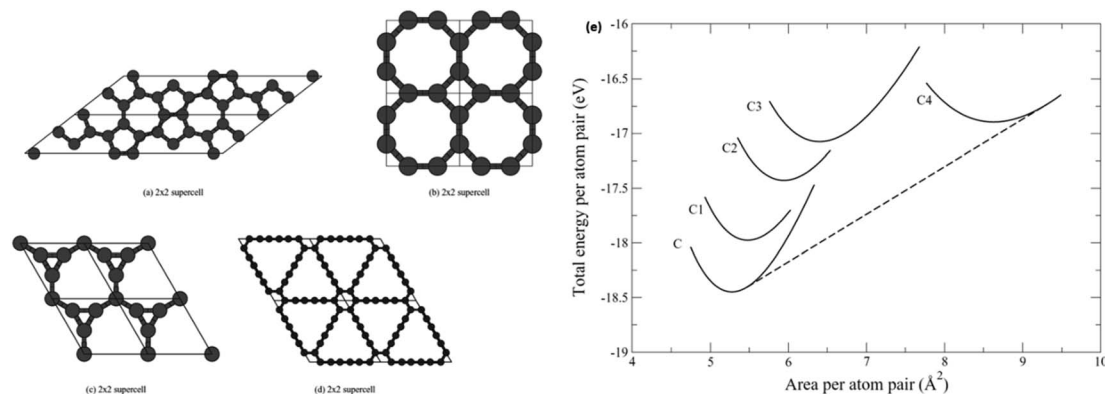 (a) 2x2 supercell
(b) 2x2 supercell
(c) 2x2 supercell
(d) 2x2 supercell
(e)
Total energy per atom pair (eV)
-16
-16.5
-17
-17.5
-18
-18.5
-19
C3
C4
C2
C1
C
4 5 6 7 8 9 10
Area per atom pair (Å²)